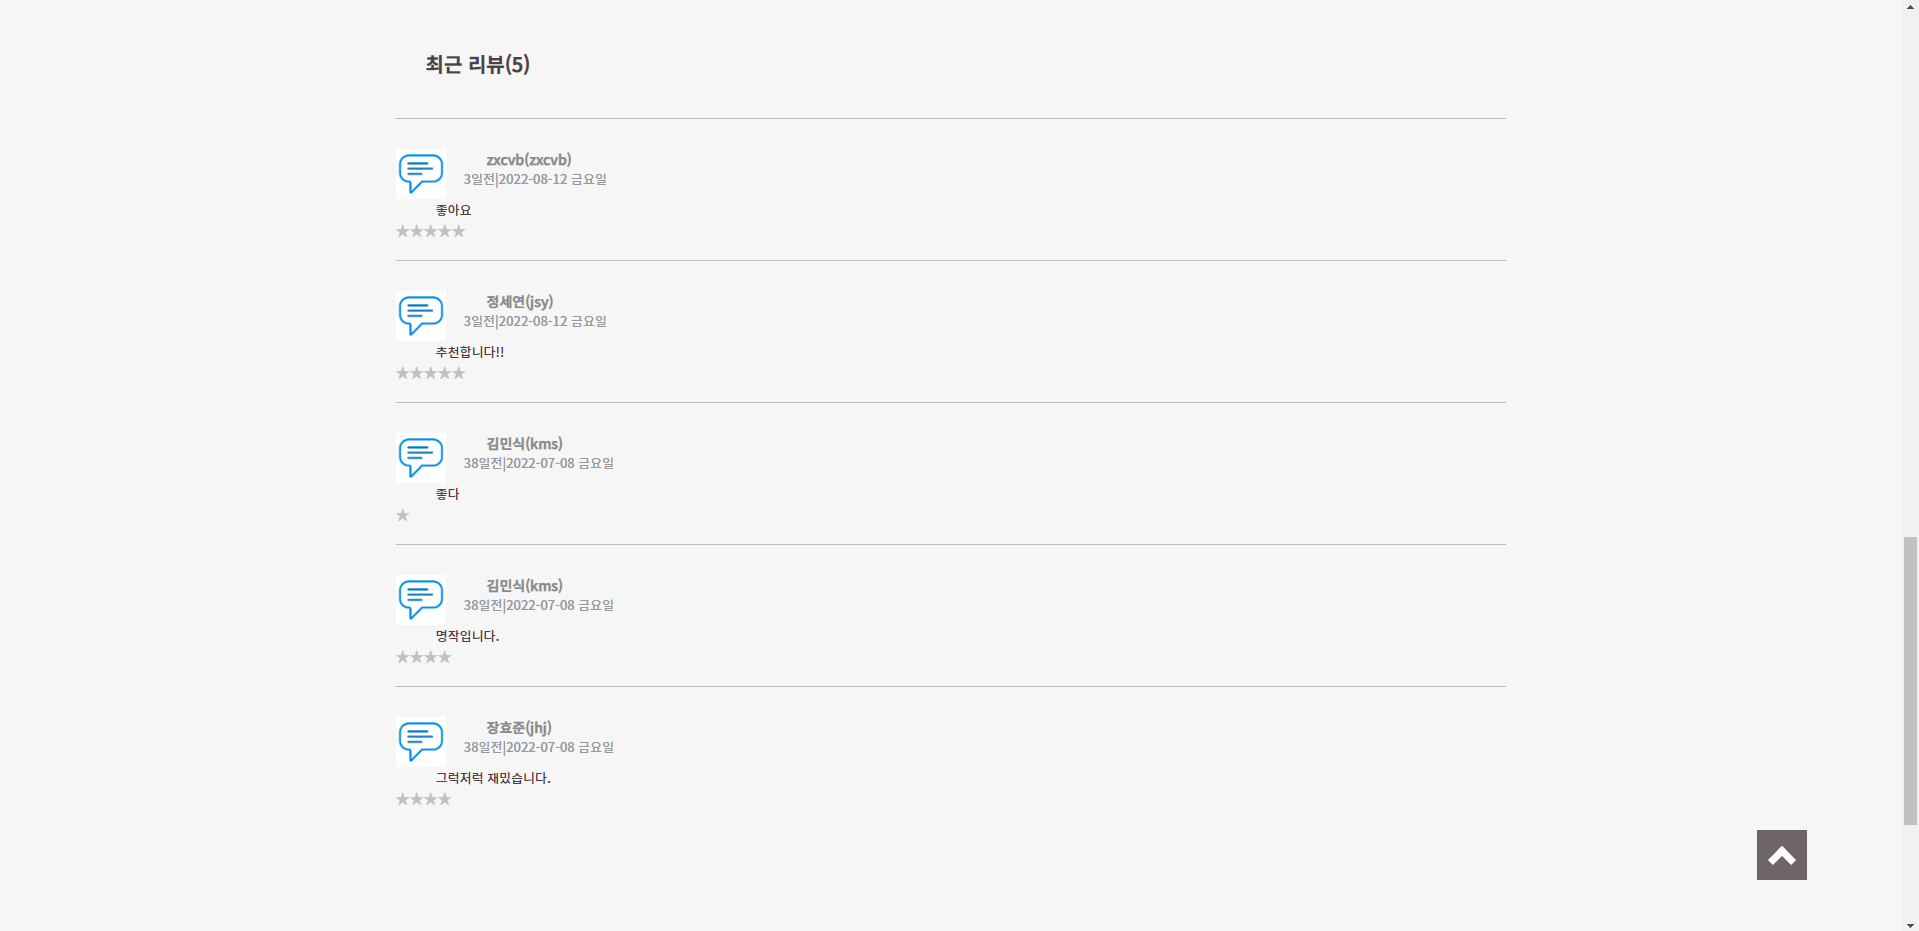 최근 리뷰(5)
zxcvb(zxcvb)
3일전|2022-08-12 금요일
좋아요
★★★★★
정세연(jsy)
3일전|2022-08-12 금요일
추천합니다!!
★★★★★
김민식(kms)
38일전|2022-07-08 금요일
좋다
★
김민식(kms)
38일전|2022-07-08 금요일
명작입니다.
★★★★
장효준(jhj)
38일전|2022-07-08 금요일
그럭저럭 재밌습니다.
★★★★